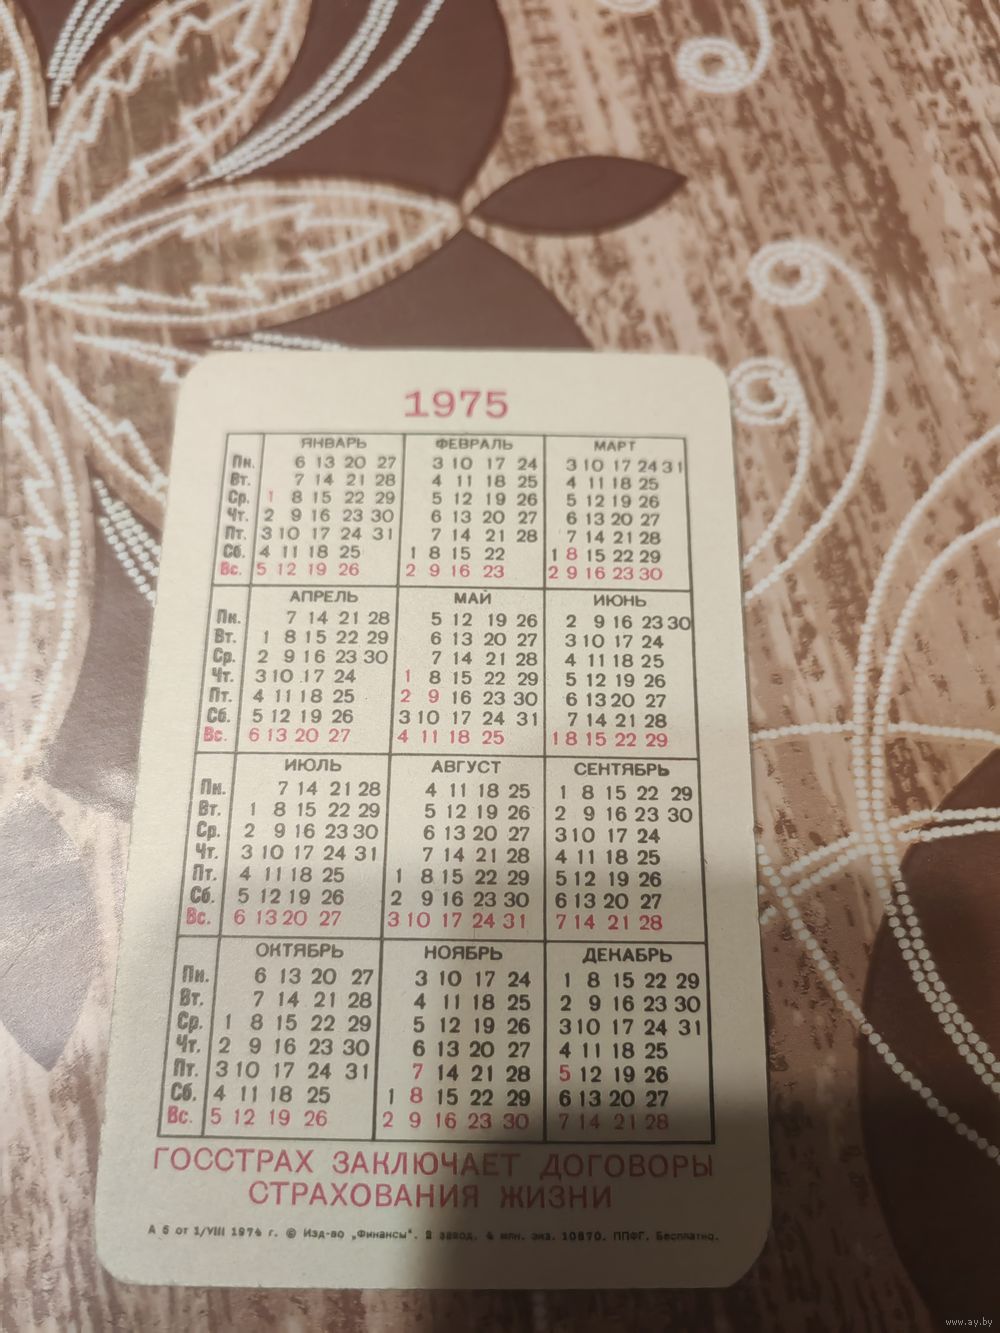 1975
ЯНВАРЬ ФЕВРАЛЬ МАРТ
Пн. 6 13 20 27 3 10 17 24 3 10 17 24 31
Вт. 7 14 21 28 4 11 18 25 4 11 18 25
Ср. 1 8 15 22 29 5 12 19 26 5 12 19 26
Чт. 2 9 16 23 30 6 13 20 27 6 13 20 27
Пт. 3 10 17 24 31 7 14 21 28 7 14 21 28
Сб. 4 11 18 25 1 8 15 22 1 8 15 22 29
Вс. 5 12 19 26 2 9 16 23 2 9 16 23 30
АПРЕЛЬ МАЙ ИЮНЬ
Пн. 7 14 21 28 5 12 19 26 2 9 16 23 30
Вт. 1 8 15 22 29 6 13 20 27 3 10 17 24
Ср. 2 9 16 23 30 7 14 21 28 4 11 18 25
Чт. 3 10 17 24 1 8 15 22 29 5 12 19 26
Пт. 4 11 18 25 2 9 16 23 30 6 13 20 27
Сб. 5 12 19 26 3 10 17 24 31 7 14 21 28
Вс. 6 13 20 27 4 11 18 25 1 8 15 22 29
ИЮЛЬ АВГУСТ СЕНТЯБРЬ
Пн. 7 14 21 28 4 11 18 25 1 8 15 22 29
Вт. 1 8 15 22 29 5 12 19 26 2 9 16 23 30
Ср. 2 9 16 23 30 6 13 20 27 3 10 17 24
Чт. 3 10 17 24 31 7 14 21 28 4 11 18 25
Пт. 4 11 18 25 1 8 15 22 29 5 12 19 26
Сб. 5 12 19 26 2 9 16 23 30 6 13 20 27
Вс. 6 13 20 27 3 10 17 24 31 7 14 21 28
ОКТЯБРЬ НОЯБРЬ ДЕКАБРЬ
Пн. 6 13 20 27 3 10 17 24 1 8 15 22 29
Вт. 7 14 21 28 4 11 18 25 2 9 16 23 30
Ср. 1 8 15 22 29 5 12 19 26 3 10 17 24 31
Чт. 2 9 16 23 30 6 13 20 27 4 11 18 25
Пт. 3 10 17 24 31 7 14 21 28 5 12 19 26
Сб. 4 11 18 25 1 8 15 22 29 6 13 20 27
Вс. 5 12 19 26 2 9 16 23 30 7 14 21 28
ГОССТРАХ ЗАКЛЮЧАЕТ ДОГОВОРЫ
СТРАХОВАНИЯ ЖИЗНИ
А 5 от 1/VIII 1974 г. © Изд-во „Финансы". 2 завод. 4 млн. экз. 10870. ППФГ. Бесплатно.
www.ay.by